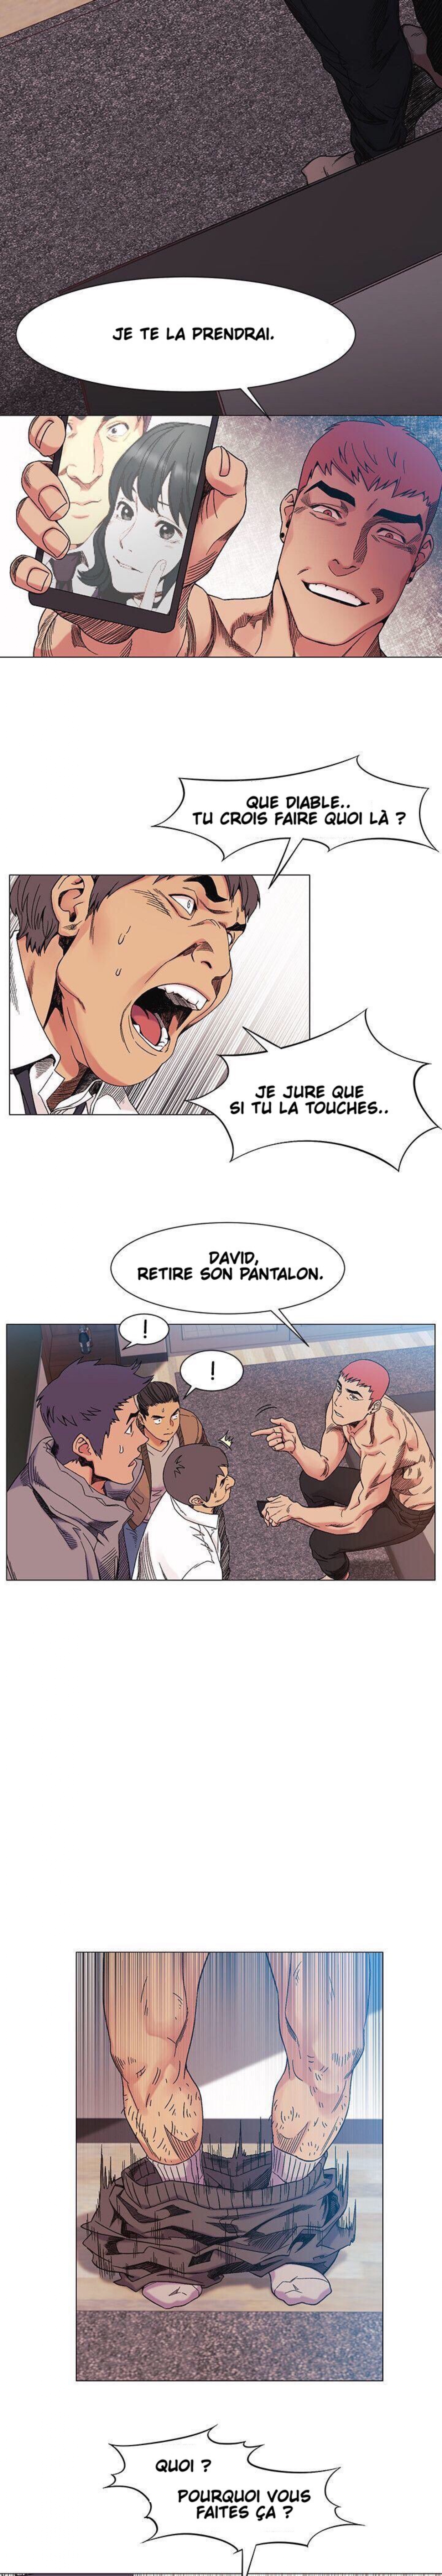 JE TE LA PRENDRAI.
QUE DIABLE..
TU CROIS FAIRE QUOI LÀ ?
JE JURE QUE
SI TU LA TOUCHES..
DAVID,
RETIRE SON PANTALON.
!
!
QUOI ?
POURQUOI VOUS
FAITES ÇA ?